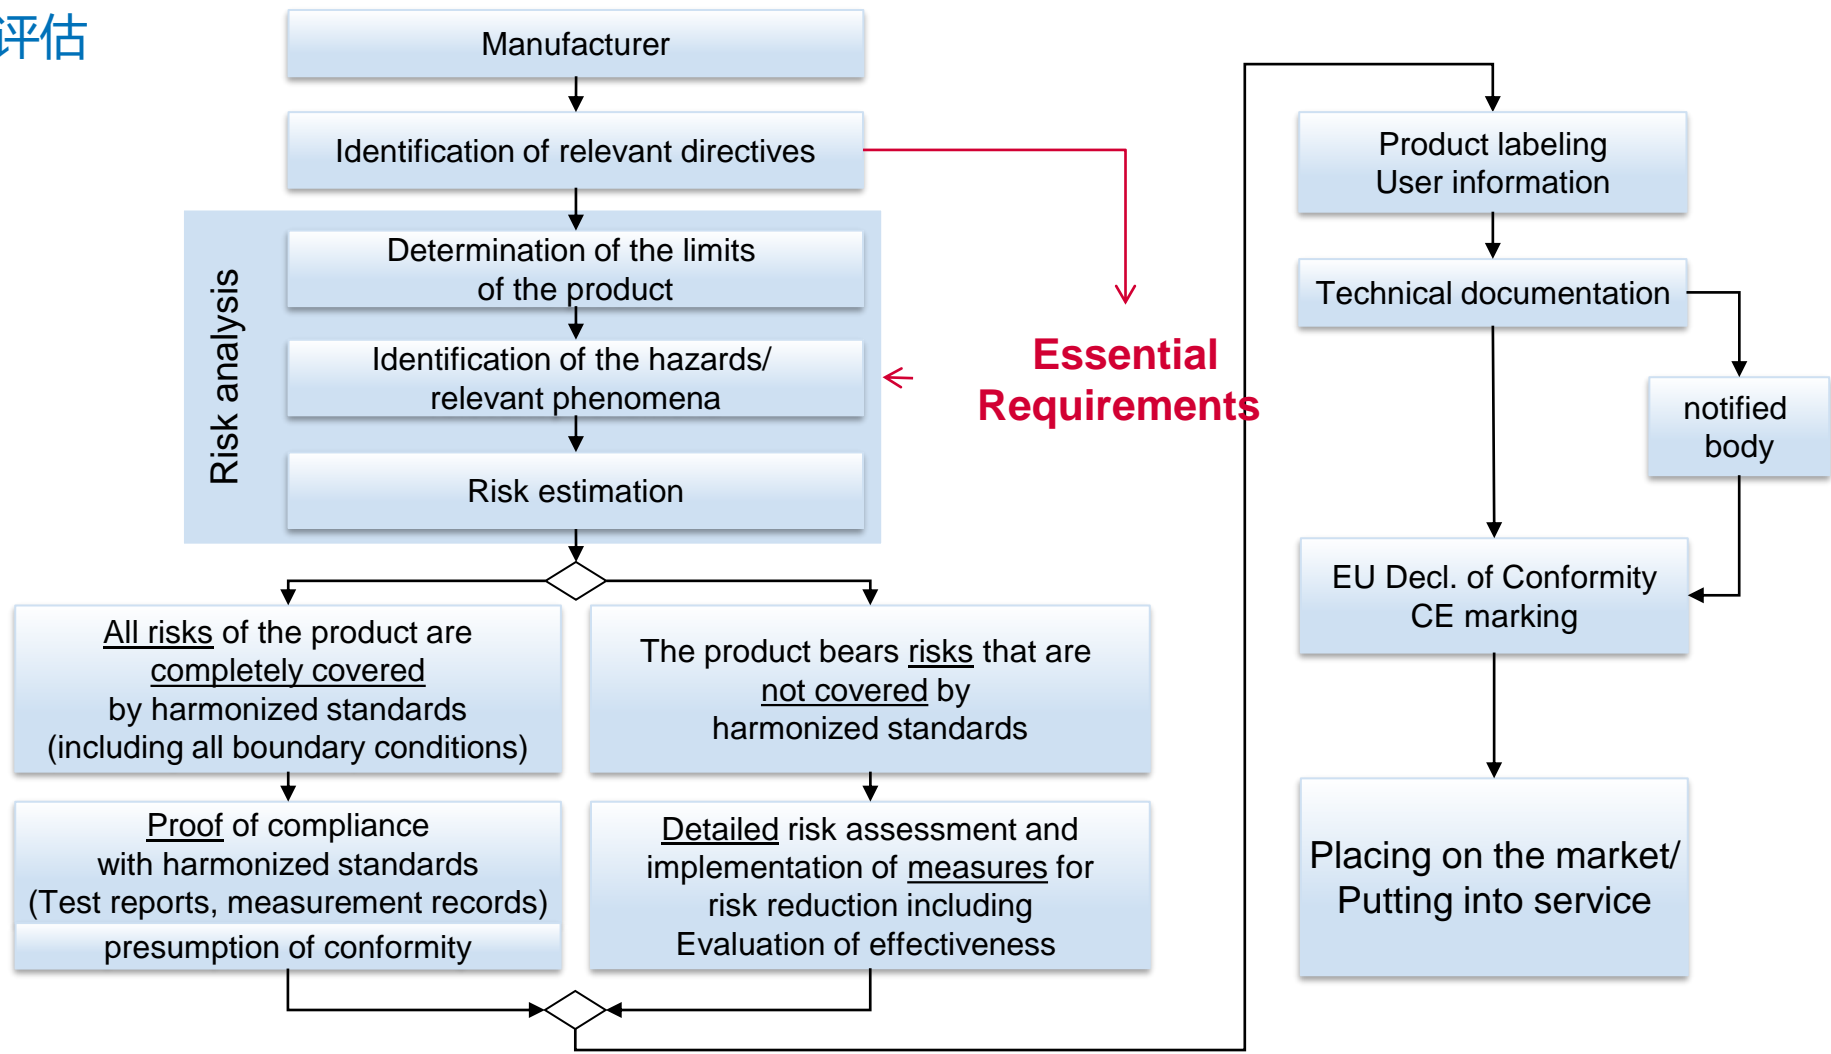 评估
Manufacturer
Identification of relevant directives
Risk analysis
Determination of the limits
of the product
Identification of the hazards/
relevant phenomena
Risk estimation
Essential
Requirements
All risks of the product are
completely covered
by harmonized standards
(including all boundary conditions)
The product bears risks that are
not covered by
harmonized standards
Proof of compliance
with harmonized standards
(Test reports, measurement records)
presumption of conformity
Detailed risk assessment and
implementation of measures for
risk reduction including
Evaluation of effectiveness
Product labeling
User information
Technical documentation
notified
body
EU Decl. of Conformity
CE marking
Placing on the market/
Putting into service